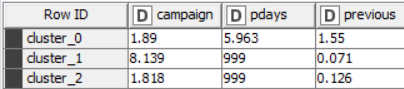 Row ID D campaign D pdays D previous
cluster_0 1.89 5.963 1.55
cluster_1 8.139 999 0.071
cluster_2 1.818 999 0.126